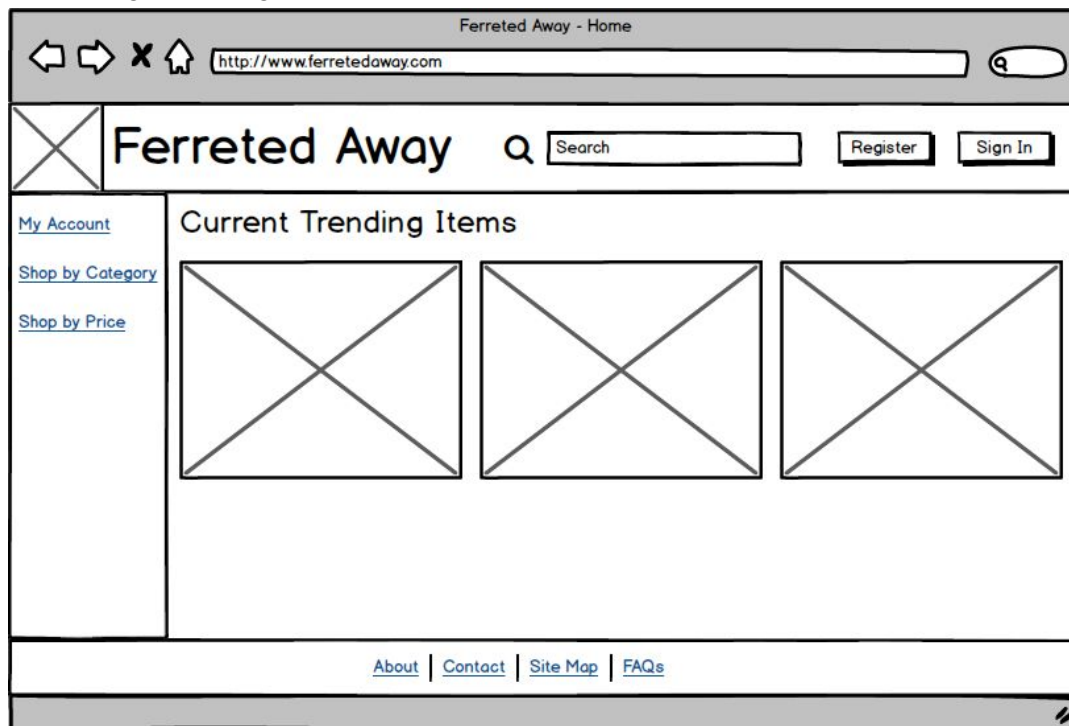 Ferreted Away - Home
http://www.ferretedaway.com
Ferreted Away
Search
Register
Sign In
My Account
Shop by Category
Shop by Price
Current Trending Items
About | Contact | Site Map | FAQs